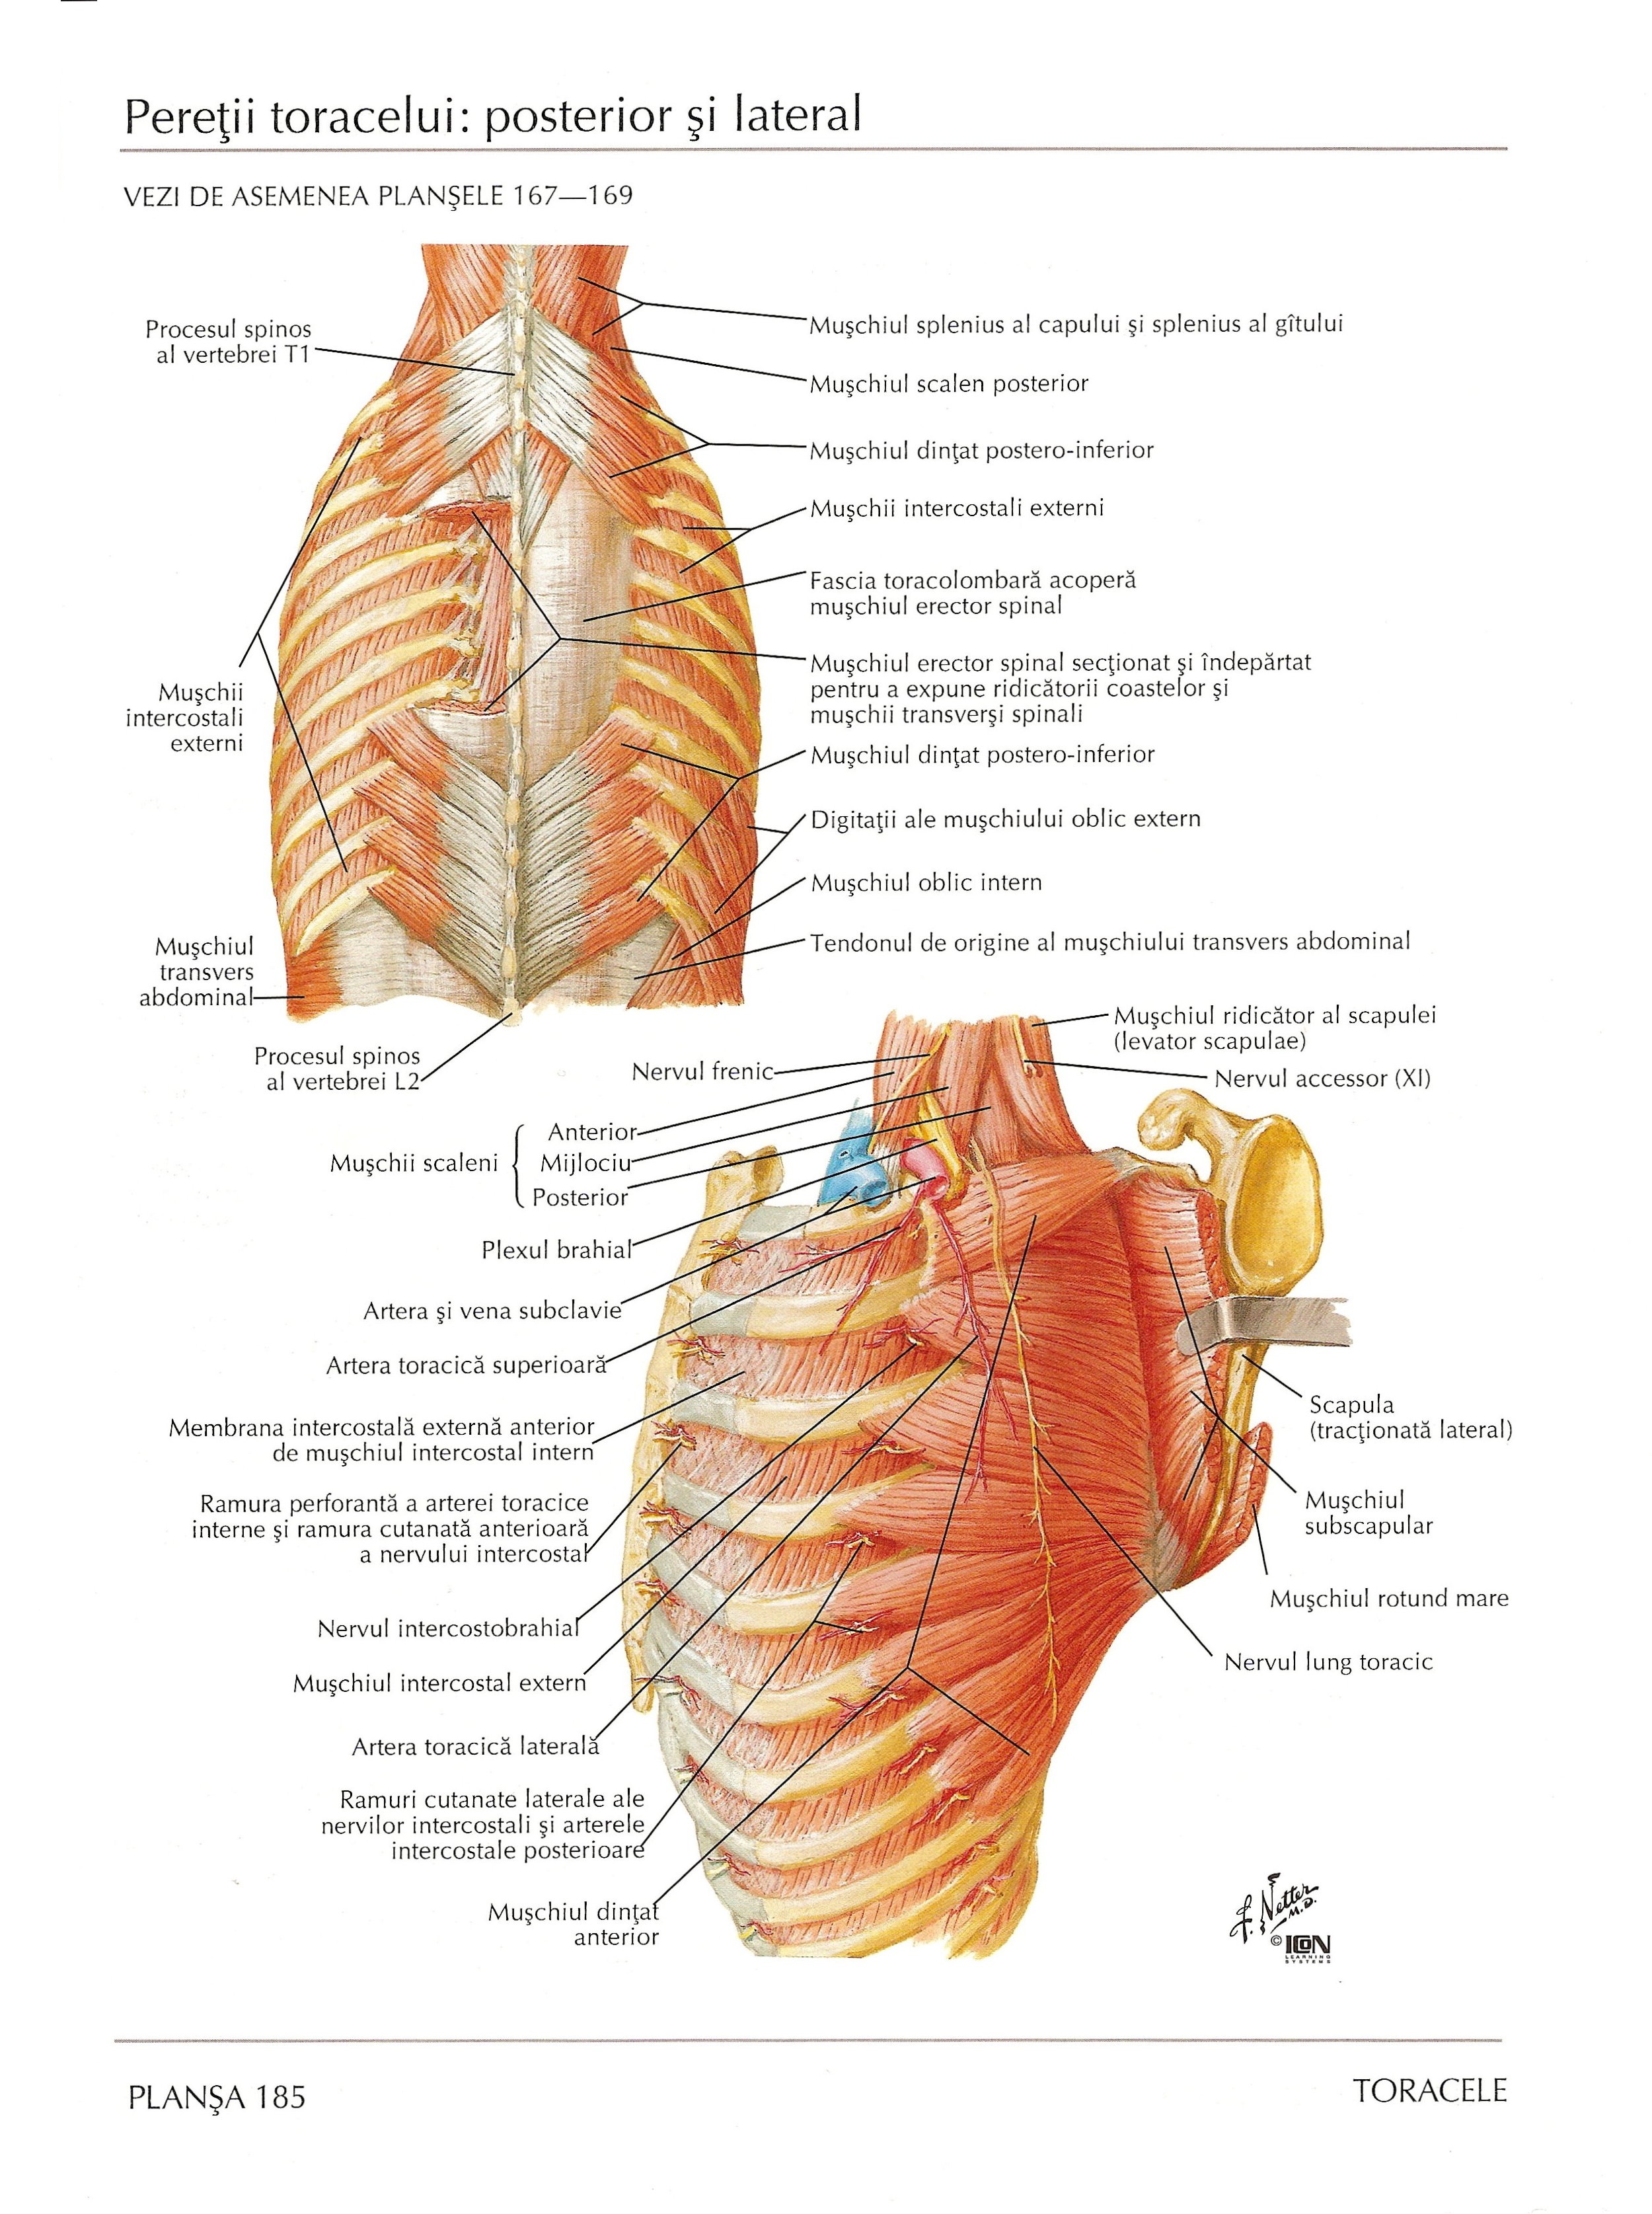 Pereţii toracelui: posterior şi lateral
VEZI DE ASEMENEA PLANŞELE 167—169
Procesul spinos
al vertebrei T1
Muşchiul splenius al capului şi splenius al gîtului
Muşchiul scalen posterior
Muşchiul dinţat postero-inferior
Muşchii intercostali externi
Fascia toracolombară acoperă
muşchiul erector spinal
Muşchiul erector spinal secţionat şi îndepărtat
pentru a expune ridicătorii coastelor şi
muşchii transverşi spinali
Muşchii
intercostali
externi
Muşchiul dinţat postero-inferior
Digitaţii ale muşchiului oblic extern
Muşchiul oblic intern
Tendonul de origine al muşchiului transvers abdominal
Muşchiul
transvers
abdominal
Procesul spinos
al vertebrei L2
Muşchiul ridicător al scapulei
(levator scapulae)
Nervul accessor (XI)
Nervul frenic
Muşchii scaleni
Anterior
Mijlociu
Posterior
Plexul brahial
Artera şi vena subclavie
Artera toracică superioară
Membrana intercostală externă anterior
de muşchiul intercostal intern
Ramura perforantă a arterei toracice
interne şi ramura cutanată anterioară
a nervului intercostal
Nervul intercostobrahial
Muşchiul intercostal extern
Artera toracică laterală
Ramuri cutanate laterale ale
nervilor intercostali şi arterele
intercostale posterioare
Muşchiul dinţat
anterior
Scapula
(tracţionată lateral)
Muşchiul
subscapular
Muşchiul rotund mare
Nervul lung toracic
F. Netter
M.D.
© ICON
LEARNING
SYSTEMS
PLANŞA 185
TORACELE